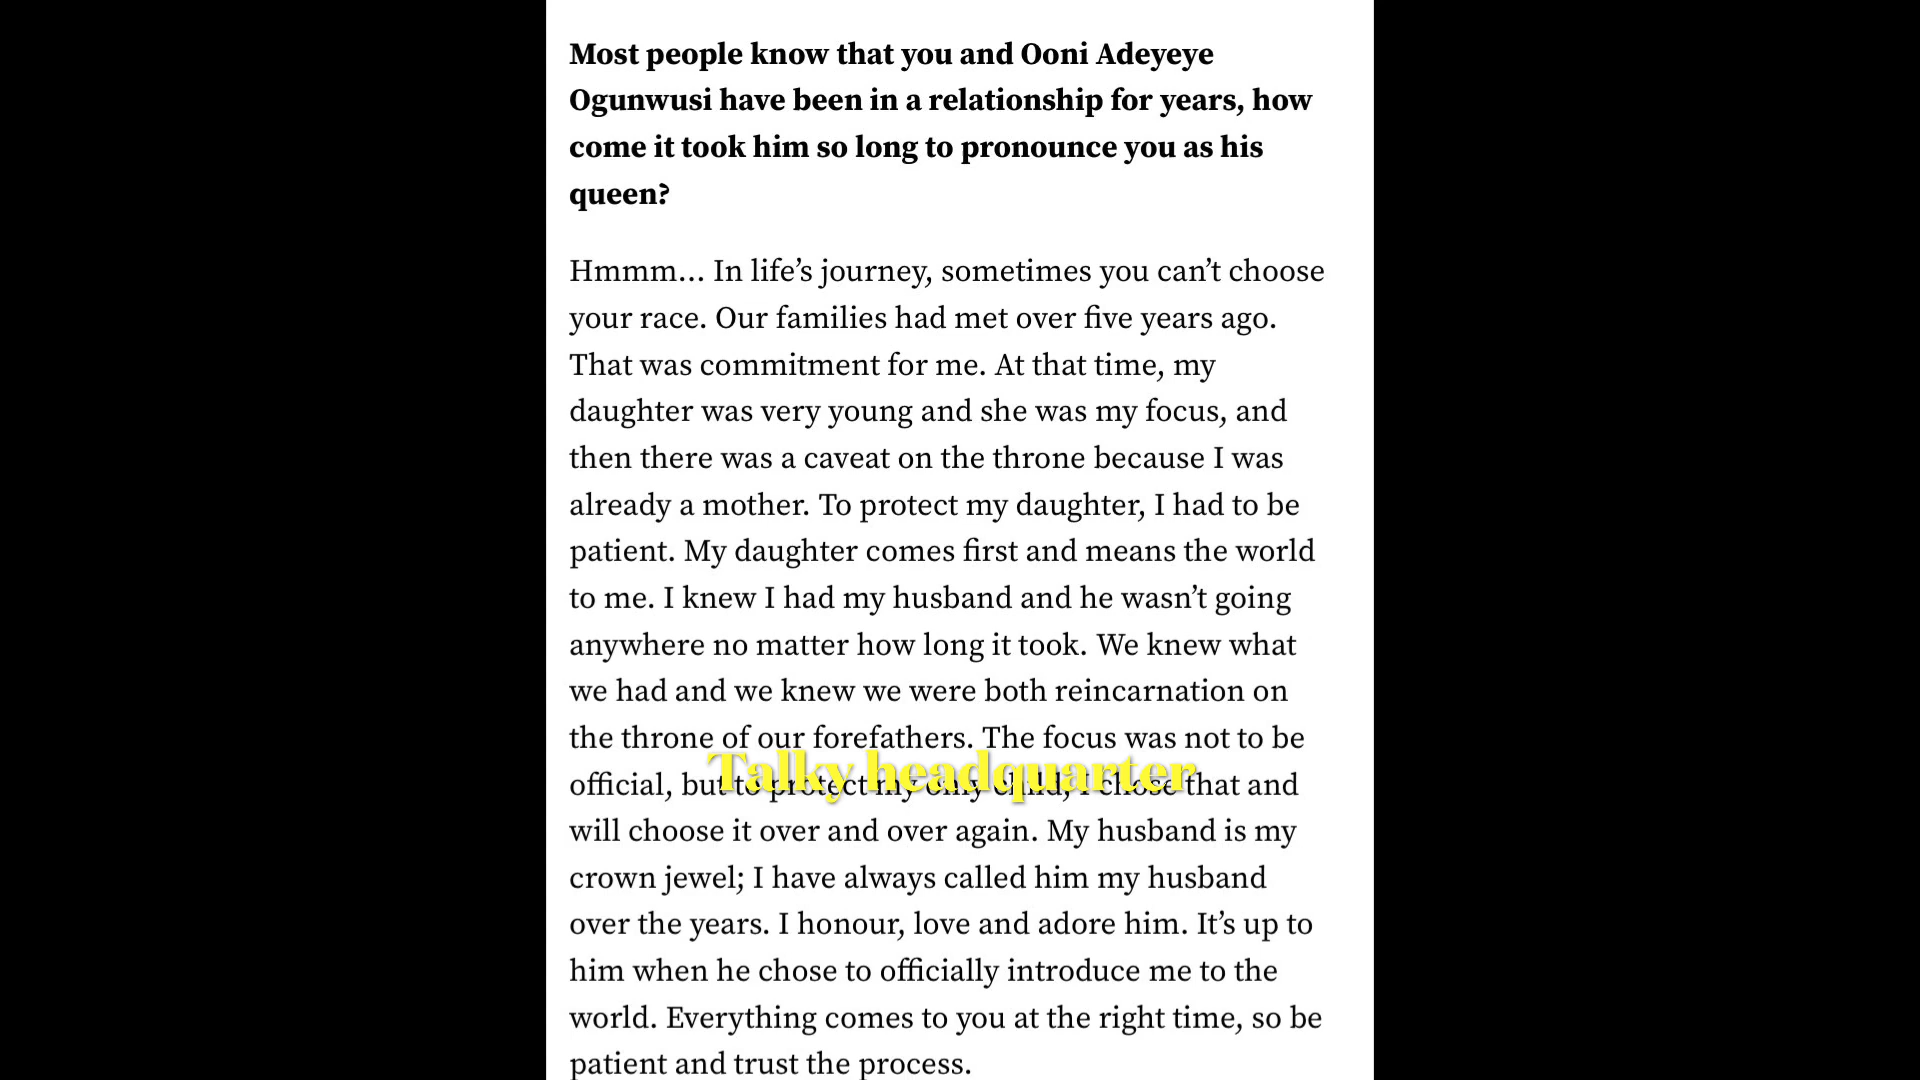 Most people know that you and Ooni Adeyeye
Ogunwusi have been in a relationship for years, how
come it took him so long to pronounce you as his
queen?
Hmmm... In life’s journey, sometimes you can’t choose
your race. Our families had met over five years ago.
That was commitment for me. At that time, my
daughter was very young and she was my focus, and
then there was a caveat on the throne because I was
already a mother. To protect my daughter, I had to be
patient. My daughter comes first and means the world
to me. I knew I had my husband and he wasn’t going
anywhere no matter how long it took. We knew what
we had and we knew we were both reincarnation on
the throne of our forefathers. The focus was not to be
official, but to protect my only child, I chose that and
Talky headquarter
will choose it over and over again. My husband is my
crown jewel; I have always called him my husband
over the years. I honour, love and adore him. It’s up to
him when he chose to officially introduce me to the
world. Everything comes to you at the right time, so be
patient and trust the process.